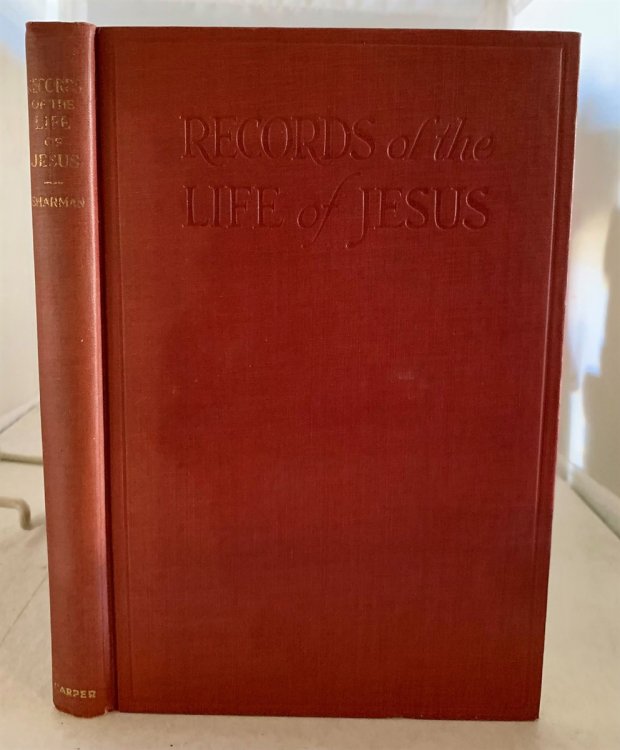 RECORDS
OF THE
LIFE
OF
JESUS
SHARMAN
HARPER
RECORDS of the
LIFE of JESUS